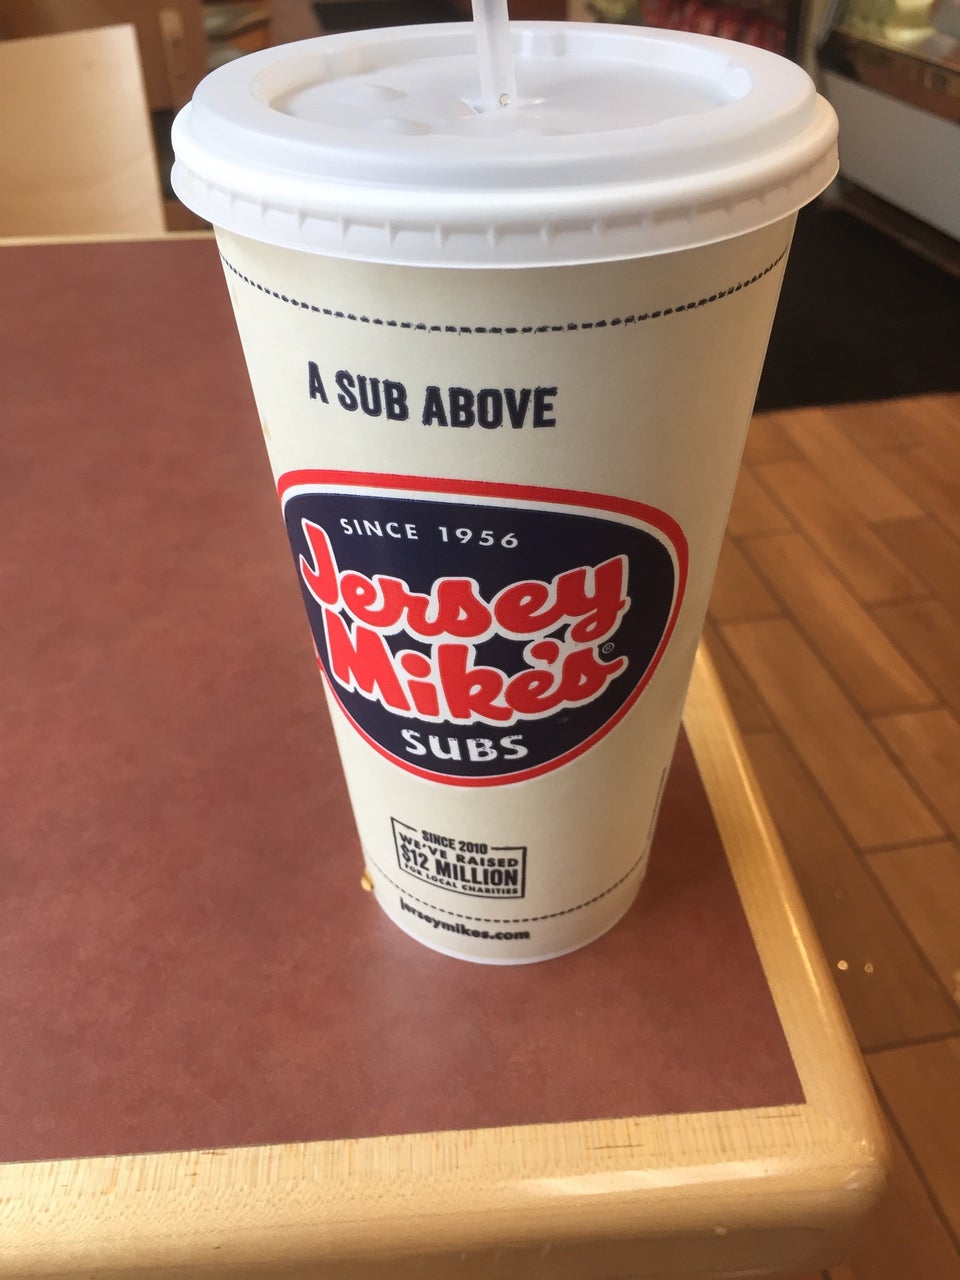 A SUB ABOVE
SINCE 1956
Jersey
Mike's®
SUBS
SINCE 2010
WE'VE RAISED
$12 MILLION
FOR LOCAL CHARITIES
jerseymikes.com